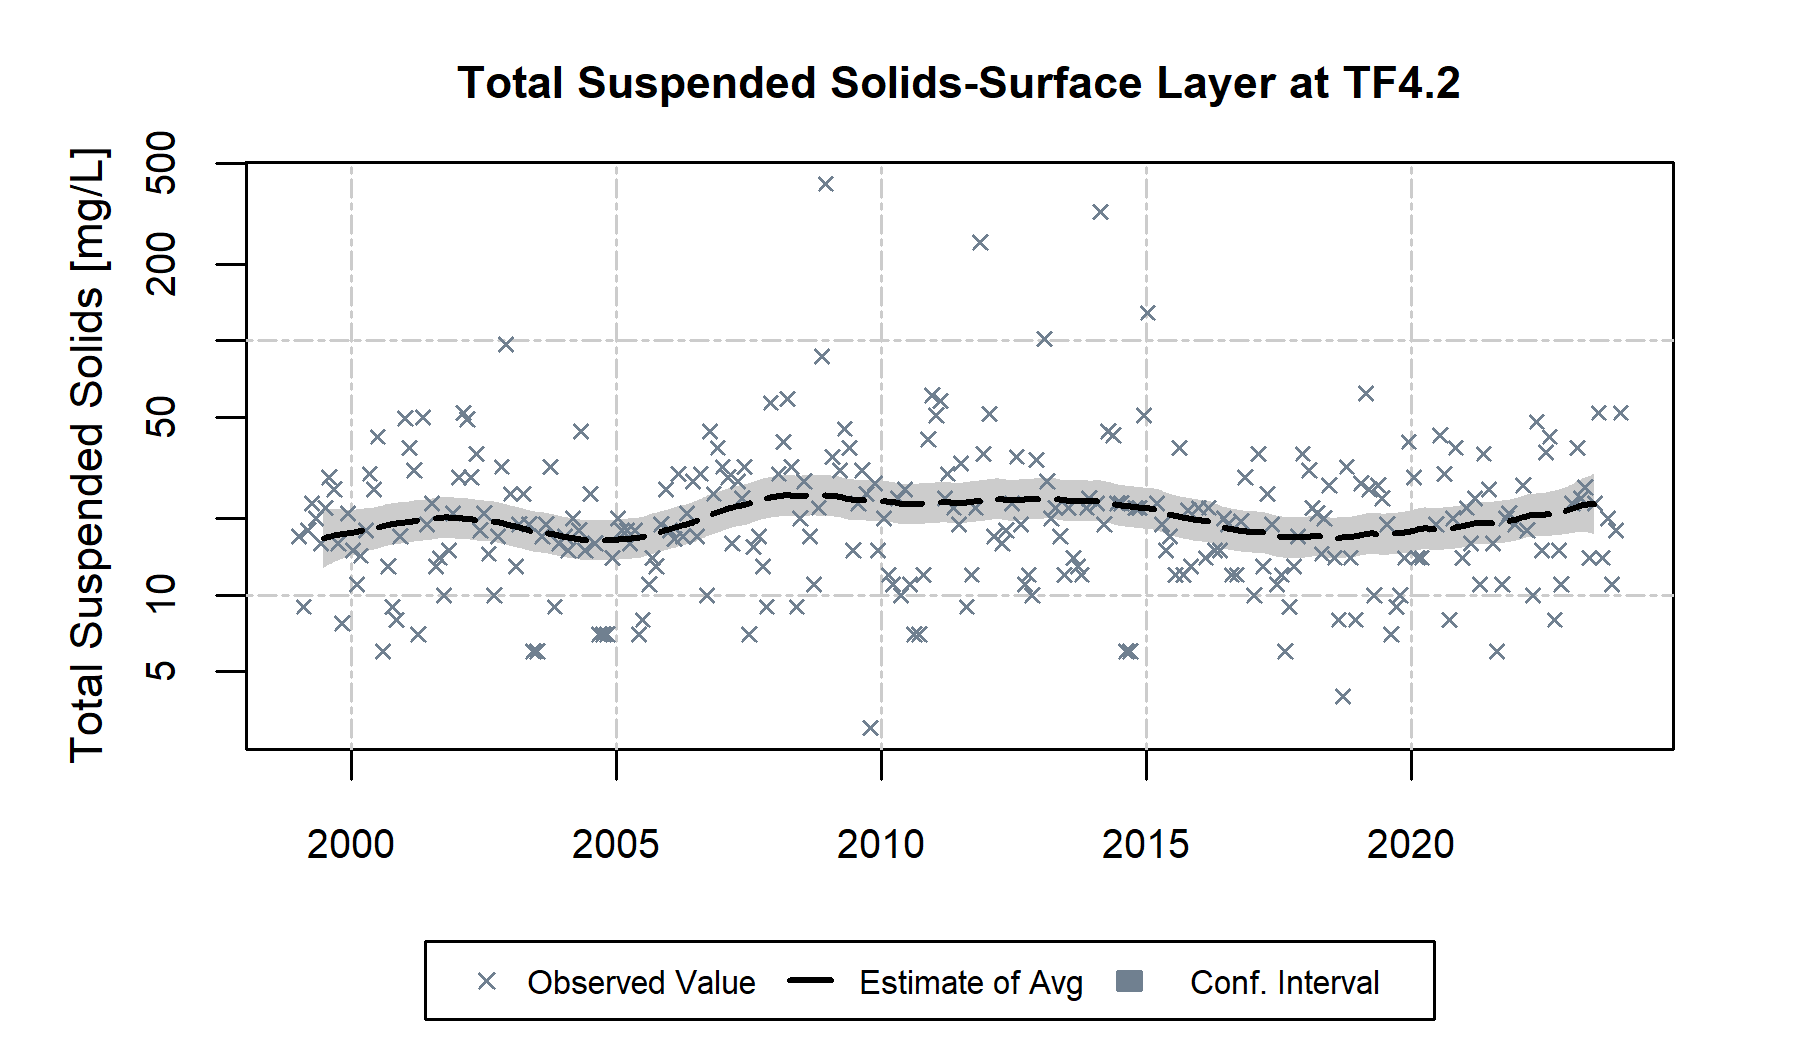 Total Suspended Solids-Surface Layer at TF4.2
Total Suspended Solids [mg/L]
500
200
50
10
5
2000 2005 2010 2015 2020
Observed Value Estimate of Avg Conf. Interval